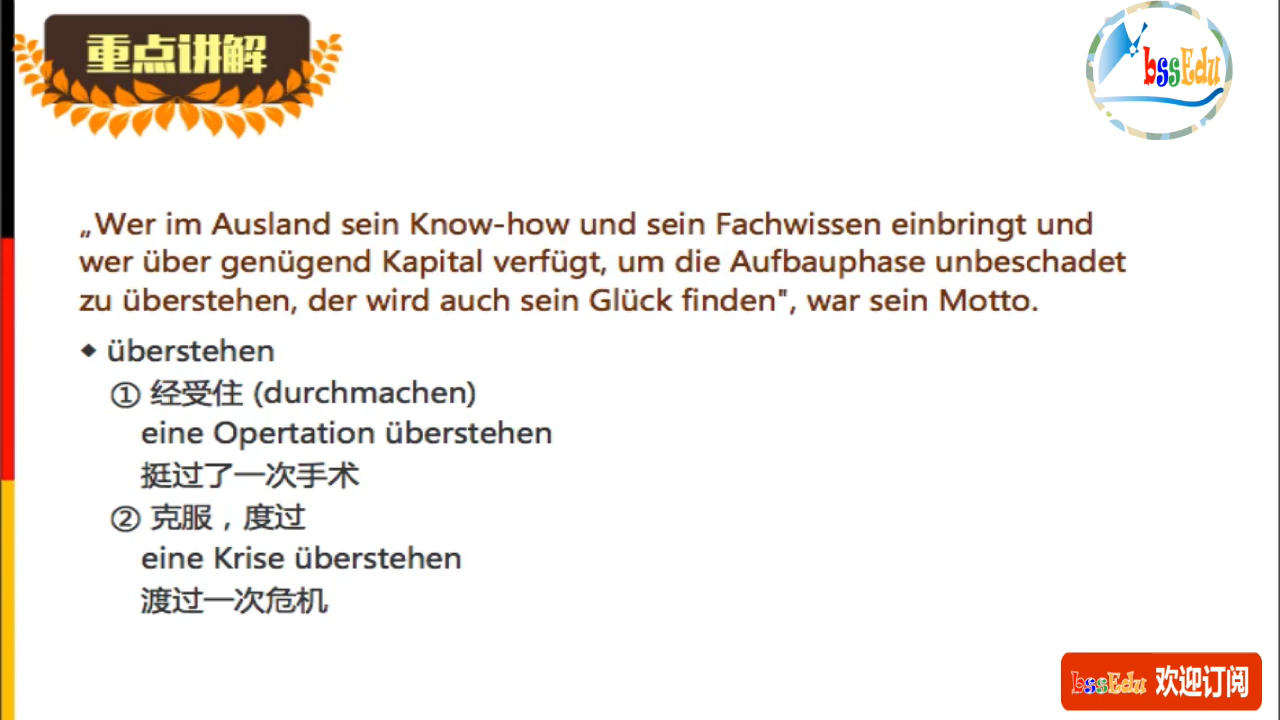 重点讲解
bssEdu
„Wer im Ausland sein Know-how und sein Fachwissen einbringt und
wer über genügend Kapital verfügt, um die Aufbauphase unbeschadet
zu überstehen, der wird auch sein Glück finden", war sein Motto.
◆ überstehen
① 经受住 (durchmachen)
eine Opertation überstehen
挺过了一次手术
② 克服，度过
eine Krise überstehen
渡过一次危机
bssEdu 欢迎订阅